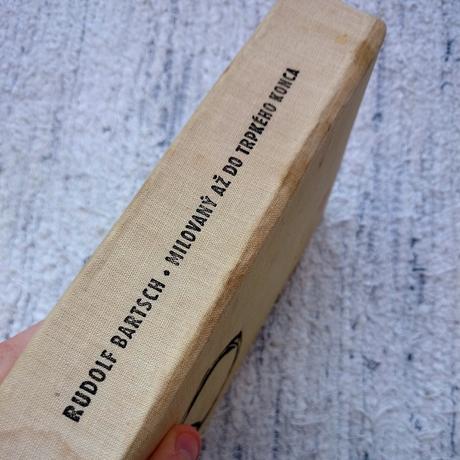 RUDOLF BARTSCH • MILOVANÝ AŽ DO TRPKÉHO KONCA